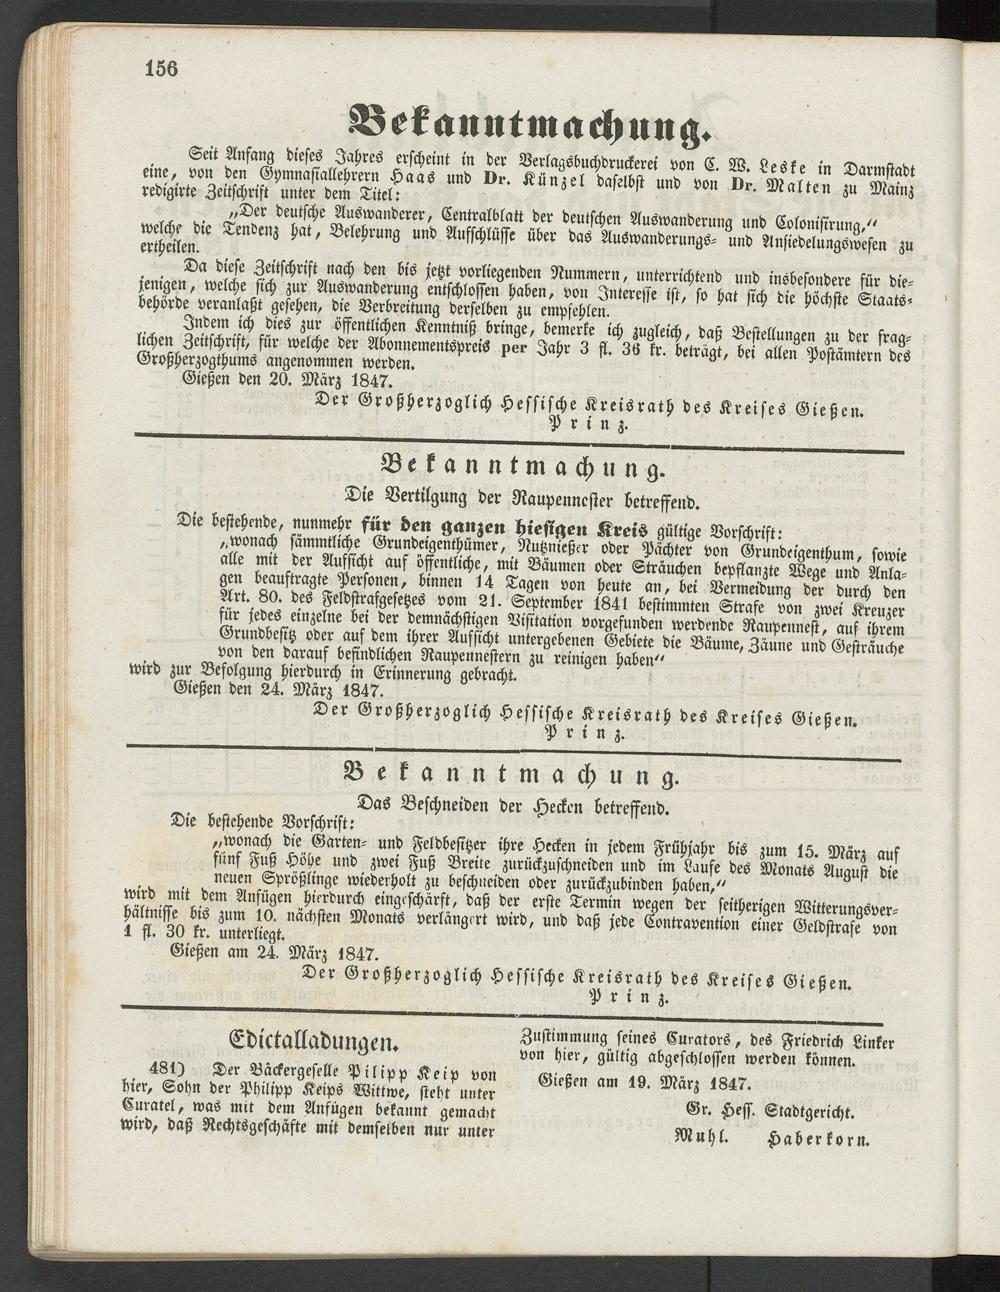 156
Bekanntmachung.
Seit Anfang dieses Jahres erscheint in der Verlagsbuchdruckerei von C. W. Leske in Darmstadt
eine, von den Gymnasiallehrern Haas und Dr. Künzel daselbst und von Dr. Malten zu Mainz
redigirte Zeitschrift unter dem Titel:
„Der deutsche Auswanderer, Centralblatt der deutschen Auswanderung und Colonisirung,“
welche die Tendenz hat, Belehrung und Aufschlüsse über das Auswanderungs- und Ansiedelungswesen zu
ertheilen.
Da diese Zeitschrift nach den bis jetzt vorliegenden Nummern, unterrichtend und insbesondere für die-
jenigen, welche sich zur Auswanderung entschlossen haben, von Interesse ist, so hat sich die höchste Staats-
behörde veranlaßt gesehen, die Verbreitung derselben zu empfehlen.
Indem ich dies zur öffentlichen Kenntniß bringe, bemerke ich zugleich, daß Bestellungen zu der frag-
lichen Zeitschrift, für welche der Abonnementspreis per Jahr 3 fl. 36 kr. beträgt, bei allen Postämtern des
Großherzogthums angenommen werden.
Gießen den 20. März 1847.
Der Großherzoglich Hessische Kreisrath des Kreises Gießen.
Prinz.
Bekanntmachung.
Die Vertilgung der Raupennester betreffend.
Die bestehende, nunmehr für den ganzen hiesigen Kreis gültige Vorschrift:
„wonach sämmtliche Grundeigenthümer, Nutznießer oder Pächter von Grundeigenthum, sowie
alle mit der Aufsicht auf öffentliche, mit Bäumen oder Sträuchen bepflanzte Wege und Anla-
gen beauftragte Personen, binnen 14 Tagen von heute an, bei Vermeidung der durch den
Art. 80. des Feldstrafgesetzes vom 21. September 1841 bestimmten Strafe von zwei Kreuzer
für jedes einzelne bei der demnächstigen Visitation vorgefunden werdende Raupennest, auf ihrem
Grundbesitz oder auf dem ihrer Aufsicht untergebenen Gebiete die Bäume, Zäune und Gesträuche
von den darauf befindlichen Raupennestern zu reinigen haben“
wird zur Befolgung hierdurch in Erinnerung gebracht.
Gießen den 24. März 1847.
Der Großherzoglich Hessische Kreisrath des Kreises Gießen.
Prinz.
Bekanntmachung.
Das Beschneiden der Hecken betreffend.
Die bestehende Vorschrift:
„wonach die Garten- und Feldbesitzer ihre Hecken in jedem Frühjahr bis zum 15. März auf
fünf Fuß Höhe und zwei Fuß Breite zurückzuschneiden und im Laufe des Monats August die
neuen Sprößlinge wiederholt zu beschneiden oder zurückzubinden haben,“
wird mit dem Anfügen hierdurch eingeschärft, daß der erste Termin wegen der seitherigen Witterungsver-
hältnisse bis zum 10. nächsten Monats verlängert wird, und daß jede Contravention einer Geldstrafe von
1 fl. 30 kr. unterliegt.
Gießen am 24. März 1847.
Der Großherzoglich Hessische Kreisrath des Kreises Gießen.
Prinz.
Edictalladungen.
481) Der Bäckergeselle Pilipp Keip von
hier, Sohn der Philipp Keips Wittwe, steht unter
Curatel, was mit dem Anfügen bekannt gemacht
wird, daß Rechtsgeschäfte mit demselben nur unter
Zustimmung seines Curators, des Friedrich Linker
von hier, gültig abgeschlossen werden können.
Gießen am 19. März 1847.
Gr. Hess. Stadtgericht.
Muhl. Haberkorn.